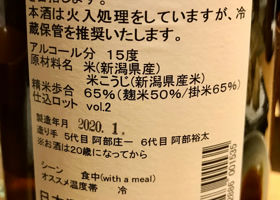 本酒は火入処理をしていますが、冷
蔵保管を推奨いたします。
アルコール分 15度
原材料名 米(新潟県産)
米こうじ(新潟県産米)
精米歩合 65%(麹米50%/掛米65%)
仕込ロット vol.2
製造年月 2020.1.
造り手 5代目 阿部庄一 6代目 阿部裕太
※お酒は20歳になってから
シーン 食中(with a meal)
オススメ温度帯 冷